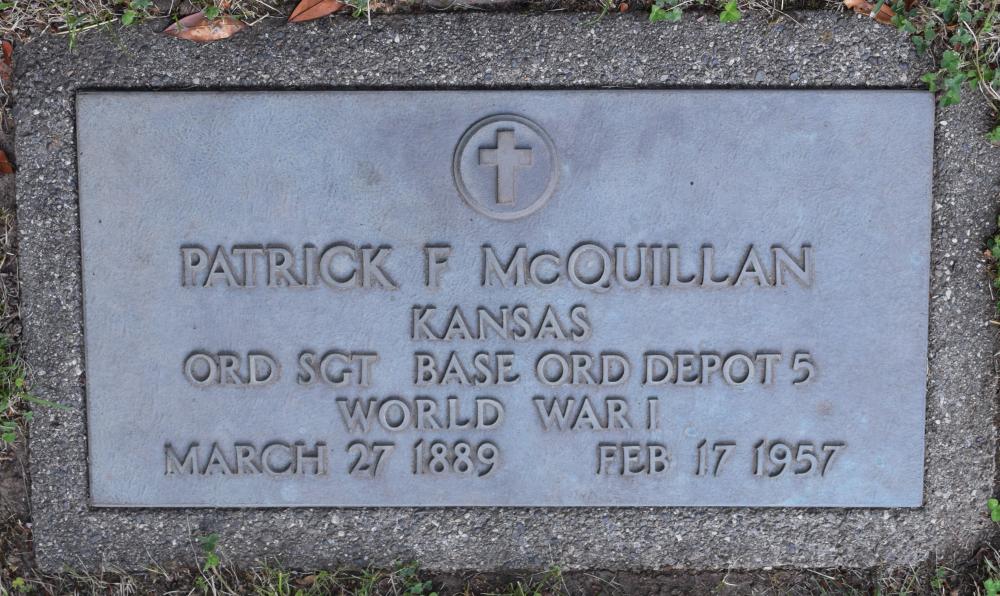 PATRICK F McQUILLAN
KANSAS
ORD SGT BASE ORD DEPOT 5
WORLD WAR I
MARCH 27 1889 FEB 17 1957